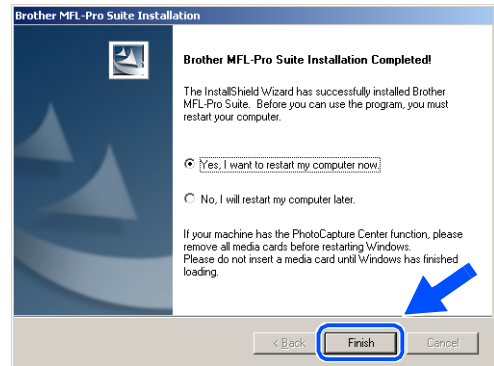 Brother MFL-Pro Suite Installation
Brother MFL-Pro Suite Installation Completed!
The InstallShield Wizard has successfully installed Brother
MFL-Pro Suite. Before you can use the program, you must
restart your computer.
Yes, I want to restart my computer now.
No, I will restart my computer later.
If your machine has the PhotoCapture Center function, please
remove all media cards before restarting Windows.
Please do not insert a media card until Windows has finished
loading.
< Back Finish Cancel